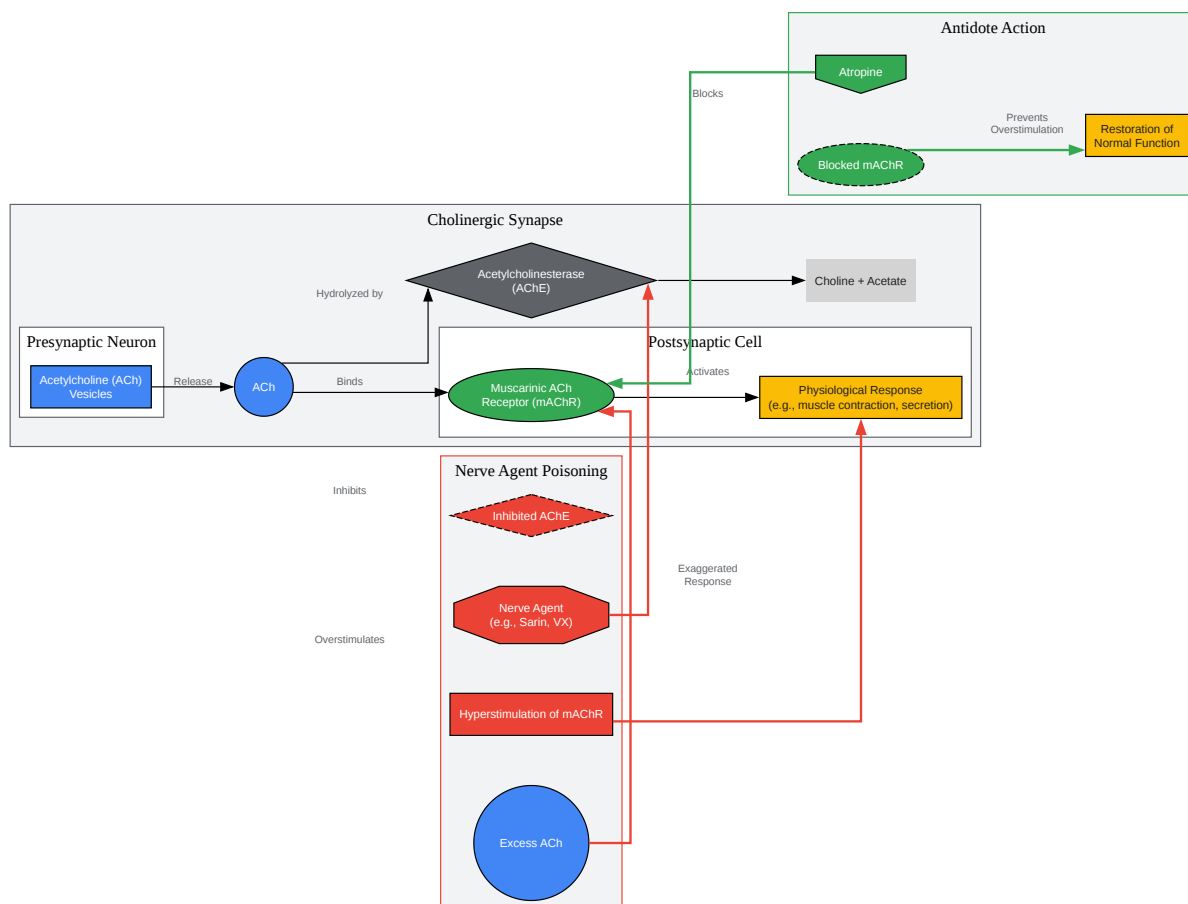 Antidote Action
Atropine
Blocks
Prevents
Overstimulation
Restoration of
Normal Function
Blocked mAChR
Cholinergic Synapse
Acetylcholinesterase
(AChE)
Hydrolyzed by
Choline + Acetate
Presynaptic Neuron
Acetylcholine (ACh)
Vesicles
Release
ACh
Binds
Postsynaptic Cell
Muscarinic ACh
Receptor (mAChR)
Activates
Physiological Response
(e.g., muscle contraction, secretion)
Nerve Agent Poisoning
Inhibits
Inhibited AChE
Exaggerated
Response
Nerve Agent
(e.g., Sarin, VX)
Overstimulates
Hyperstimulation of mAChR
Excess ACh